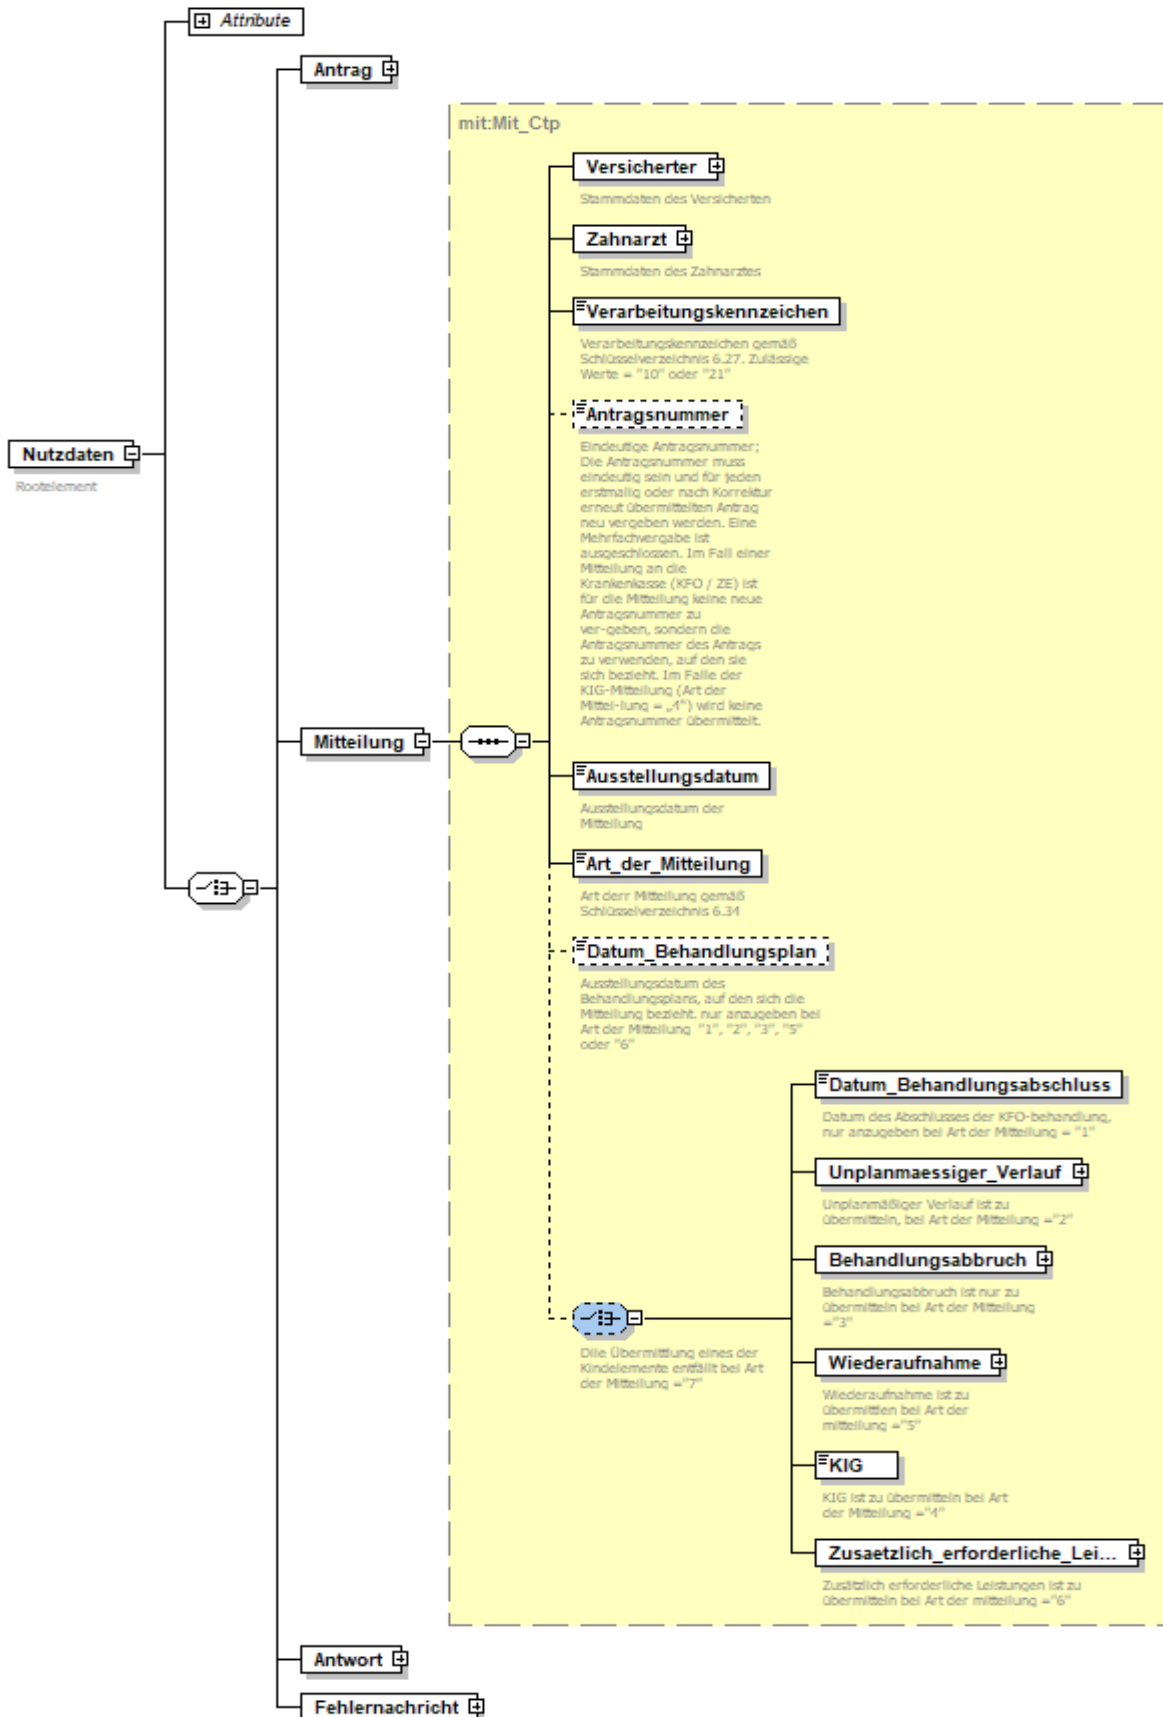 Attribute
Antrag
mit:Mit_Ctp
Versicherter
Stammdaten des Versicherten
Zahnarzt
Stammdaten des Zahnarztes
Verarbeitungskennzeichen
Verarbeitungskennzeichen gemäß
Schlüsselverzeichnis 6.27. Zulässige
Werte = "10" oder "21"
Antragsnummer
Eindeutige Antragsnummer;
Die Antragsnummer muss
eindeutig sein und für jeden
erstmalig oder nach Korrektur
erneut übermittelten Antrag
neu vergeben werden. Eine
Mehrfachvergabe ist
ausgeschlossen. Im Fall einer
Mitteilung an die
Krankenkasse (KFO / ZE) ist
für die Mitteilung keine neue
Antragsnummer zu
ver-geben, sondern die
Antragsnummer des Antrags
zu verwenden, auf den sie
sich bezieht. Im Falle der
KIG-Mitteilung (Art der
Mittei-lung = „4") wird keine
Antragsnummer übermittelt.
Nutzdaten
Rootelement
Mitteilung
Ausstellungsdatum
Ausstellungsdatum der
Mitteilung
Art_der_Mitteilung
Art derr Mitteilung gemäß
Schlüsselverzeichnis 6.34
Datum_Behandlungsplan
Ausstellungsdatum des
Behandlungsplans, auf den sich die
Mitteilung bezieht. nur anzugeben bei
Art der Mitteilung "1", "2", "3", "5"
oder "6"
Datum_Behandlungsabschluss
Datum des Abschlusses der KFO-behandlung,
nur anzugeben bei Art der Mitteilung = "1"
Unplanmaessiger_Verlauf
Unplanmäßiger Verlauf ist zu
übermitteln, bei Art der Mitteilung ="2"
Behandlungsabbruch
Behandlungsabbruch ist nur zu
übermitteln bei Art der Mitteilung
="3"
DIie Übermittlung eines der
Kindelemente entfällt bei Art
der Mitteilung ="7"
Wiederaufnahme
Wiederaufnahme ist zu
übermittlen bei Art der
mitteilung ="5"
KIG
KIG ist zu übermitteln bei Art
der Mitteilung ="4"
Zusaetzlich_erforderliche_Lei...
Zusätzlich erforderliche Leistungen ist zu
übermitteln bei Art der mitteilung ="6"
Antwort
Fehlernachricht